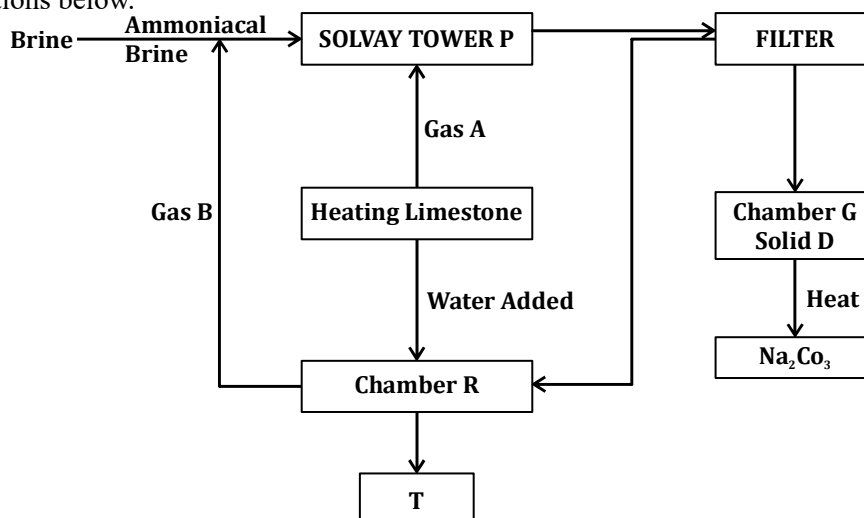 tions below.
Ammoniacal
Brine
Brine
SOLVAY TOWER P
FILTER
Gas A
Gas B
Heating Limestone
Chamber G
Solid D
Water Added
Heat
Na₂Co₃
Chamber R
T